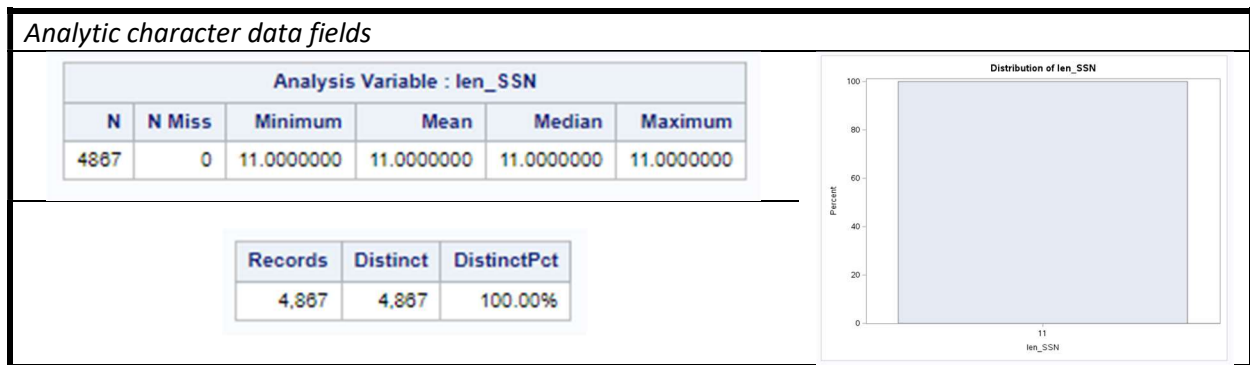 Analytic character data fields
Analysis Variable : len_SSN
N N Miss Minimum Mean Median Maximum
4867 0 11.0000000 11.0000000 11.0000000 11.0000000
Records Distinct DistinctPct
4,867 4,867 100.00%
Distribution of len_SSN
100
80
60
40
20
0
Percent
11
len_SSN